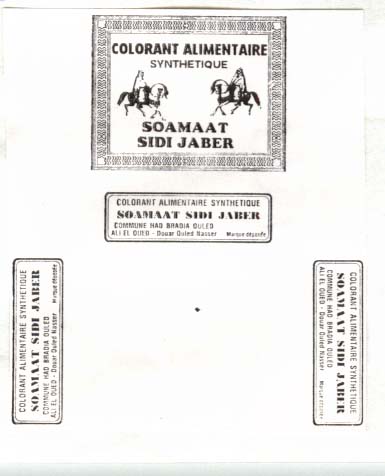 COLORANT ALIMENTAIRE
SYNTHETIQUE
SOAMAAT
SIDI JABER
COLORANT ALIMENTAIRE SYNTHETIQUE
SOAMAAT SIDI JABER
COMMUNE HAD BRADIA OULED
ALI EL OUED - Douar Ouled Nasser Marque déposée
COLORANT ALIMENTAIRE SYNTHETIQUE
SOAMAAT SIDI JABER
COMMUNE HAD BRADIA OULED
ALI EL OUED - Douar Ouled Nasser Marque déposée
COLORANT ALIMENTAIRE SYNTHETIQUE
SOAMAAT SIDI JABER
COMMUNE HAD BRADIA OULED
ALI EL OUED - Douar Ouled Nasser Marque déposée